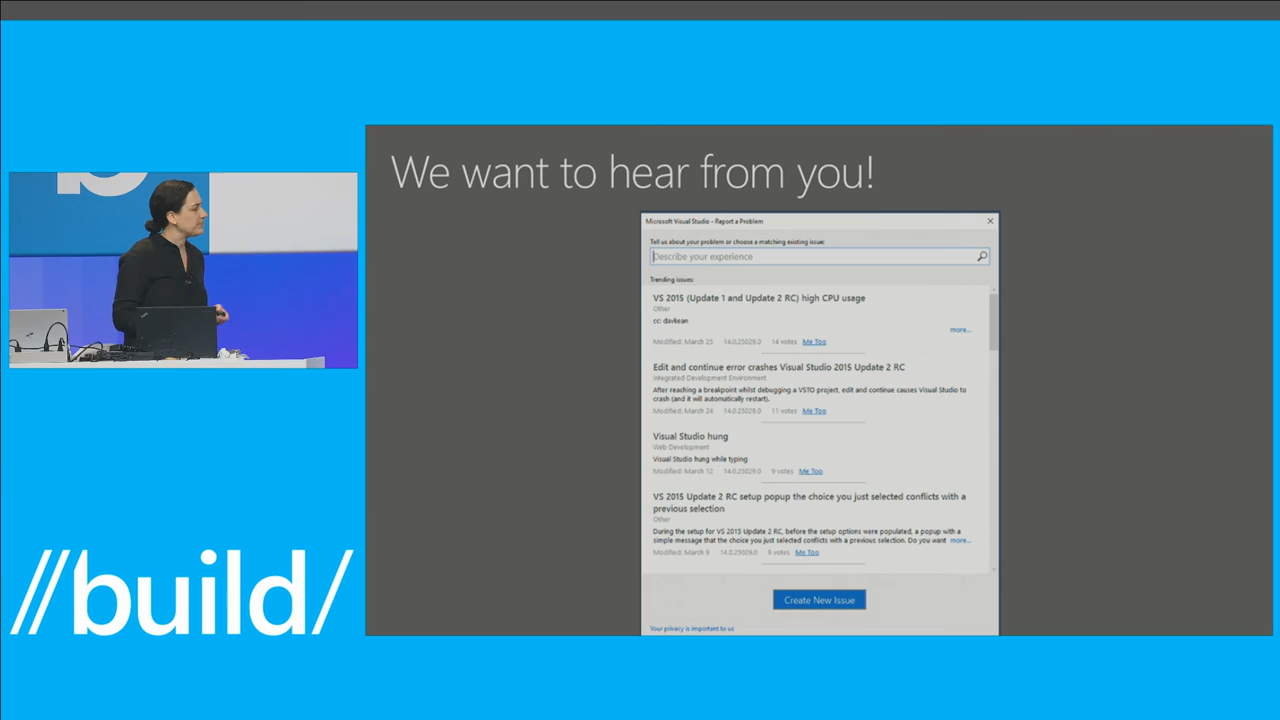 We want to hear from you!
Microsoft Visual Studio - Report a Problem
Tell us about your problem or choose a matching existing issue:
Describe your experience
Trending issues:
VS 2015 (Update 1 and Update 2 RC) high CPU usage
Other
cc: davkean
more...
Modified: March 23 14.0.25029.0 14 votes Me Too
Edit and continue error crashes Visual Studio 2015 Update 2 RC
Integrated Development Environment
After reaching a breakpoint whilst debugging a VSTO project, edit and continue causes Visual Studio to
crash (and it will automatically restart).
Modified: March 24 14.0.25029.0 11 votes Me Too
Visual Studio hung
Web Development
Visual Studio hung while typing
Modified: March 12 14.0.25029.0 9 votes Me Too
VS 2015 Update 2 RC setup popup the choice you just selected conflicts with a
previous selection
Other
During the setup for VS 2015 Update 2 RC, before the setup options were populated, a popup with a
simple message that the choice you just selected conflicts with a previous selection. Do you want more...
Modified: March 9 14.0.25029.0 9 votes Me Too
Create New Issue
Your privacy is important to us
//build/